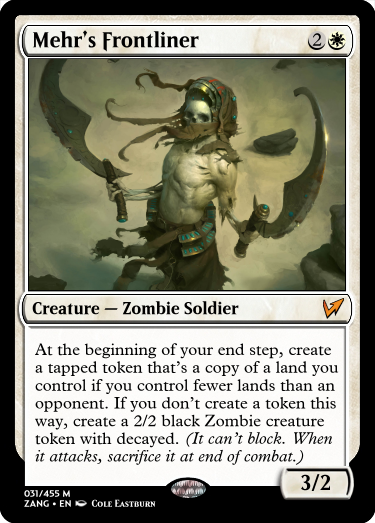 Mehr's Frontliner 2
Creature — Zombie Soldier
At the beginning of your end step, create
a tapped token that's a copy of a land you
control if you control fewer lands than an
opponent. If you don't create a token this
way, create a 2/2 black Zombie creature
token with decayed. (It can't block. When
it attacks, sacrifice it at end of combat.)
3/2
031/455 M
ZANG • EN Cole Eastburn